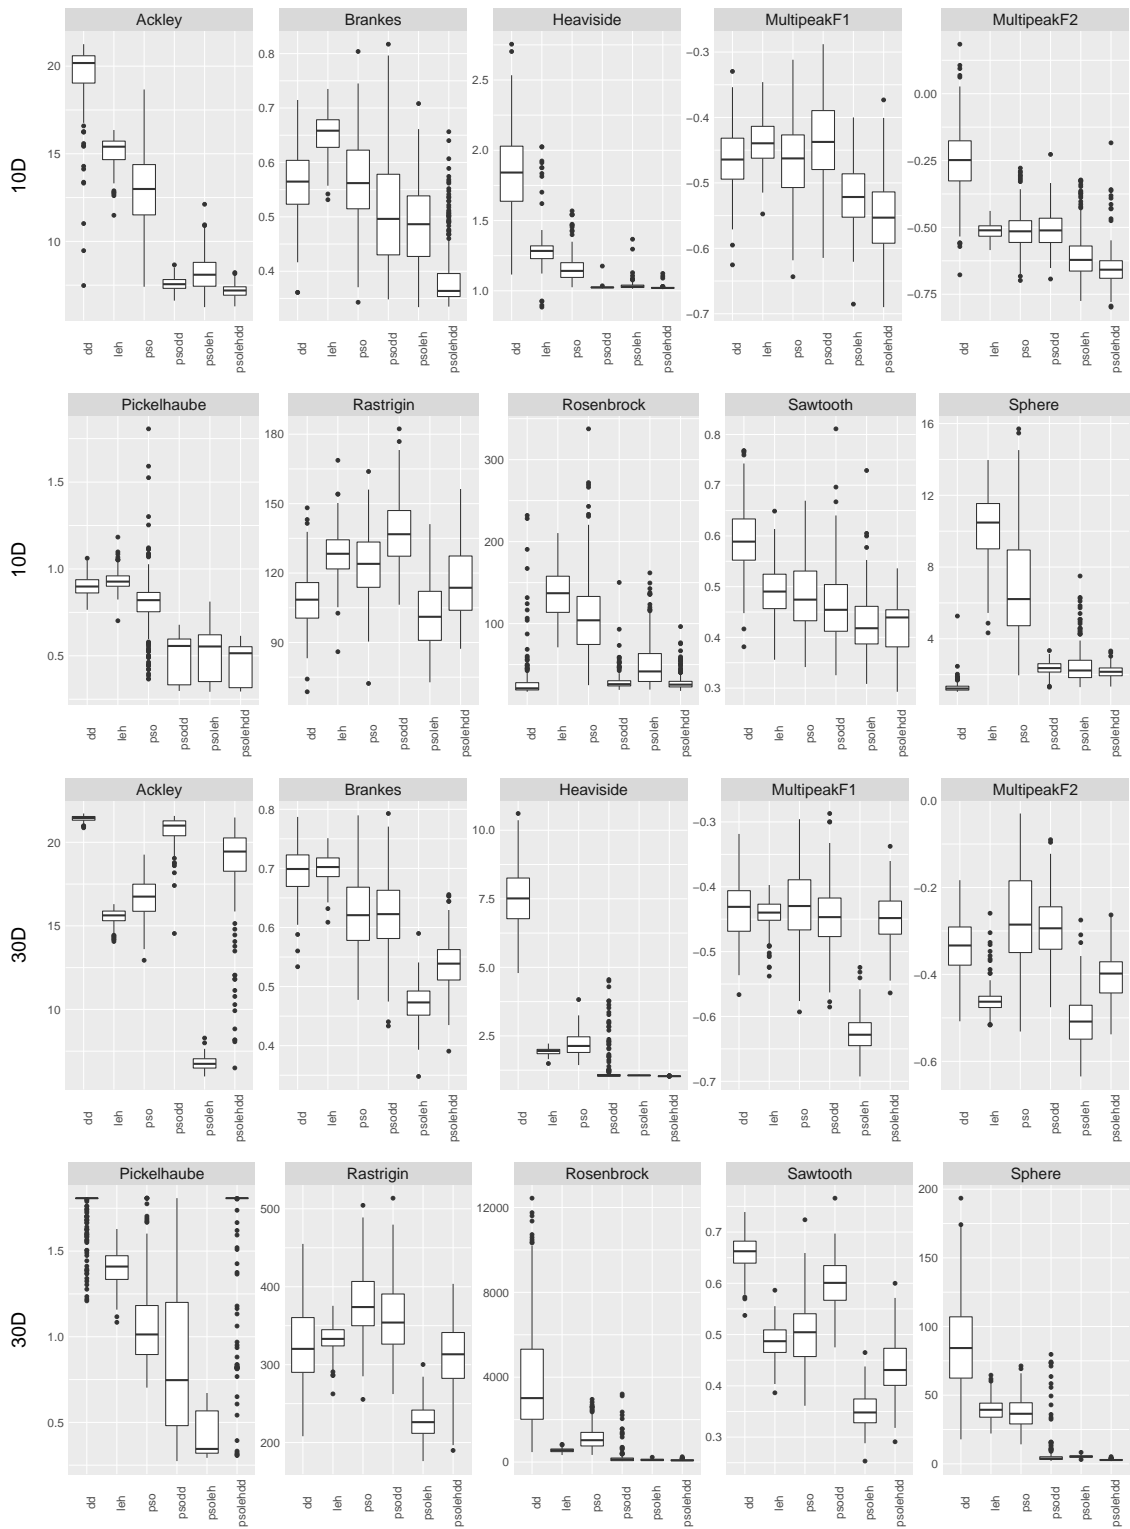 Ackley Brankes Heaviside MultipeakF1 MultipeakF2
10D
20 15 10
0.8 0.7 0.6 0.5 0.4
2.5 2.0 1.5 1.0
−0.3 −0.4 −0.5 −0.6 −0.7
0.00 −0.25 −0.50 −0.75
dd leh pso psodd psoleh psolehdd dd leh pso psodd psoleh psolehdd dd leh pso psodd psoleh psolehdd dd leh pso psodd psoleh psolehdd dd leh pso psodd psoleh psolehdd
Pickelhaube Rastrigin Rosenbrock Sawtooth Sphere
10D
1.5 1.0 0.5
180 150 120 90
300 200 100
0.8 0.7 0.6 0.5 0.4 0.3
16 12 8 4
dd leh pso psodd psoleh psolehdd dd leh pso psodd psoleh psolehdd dd leh pso psodd psoleh psolehdd dd leh pso psodd psoleh psolehdd dd leh pso psodd psoleh psolehdd
Ackley Brankes Heaviside MultipeakF1 MultipeakF2
30D
20 15 10
0.8 0.7 0.6 0.5 0.4
10.0 7.5 5.0 2.5
−0.3 −0.4 −0.5 −0.6 −0.7
0.0 −0.2 −0.4 −0.6
dd leh pso psodd psoleh psolehdd dd leh pso psodd psoleh psolehdd dd leh pso psodd psoleh psolehdd dd leh pso psodd psoleh psolehdd dd leh pso psodd psoleh psolehdd
Pickelhaube Rastrigin Rosenbrock Sawtooth Sphere
30D
1.5 1.0 0.5
500 400 300 200
12000 8000 4000 0
0.7 0.6 0.5 0.4 0.3
200 150 100 50 0
dd leh pso psodd psoleh psolehdd dd leh pso psodd psoleh psolehdd dd leh pso psodd psoleh psolehdd dd leh pso psodd psoleh psolehdd dd leh pso psodd psoleh psolehdd